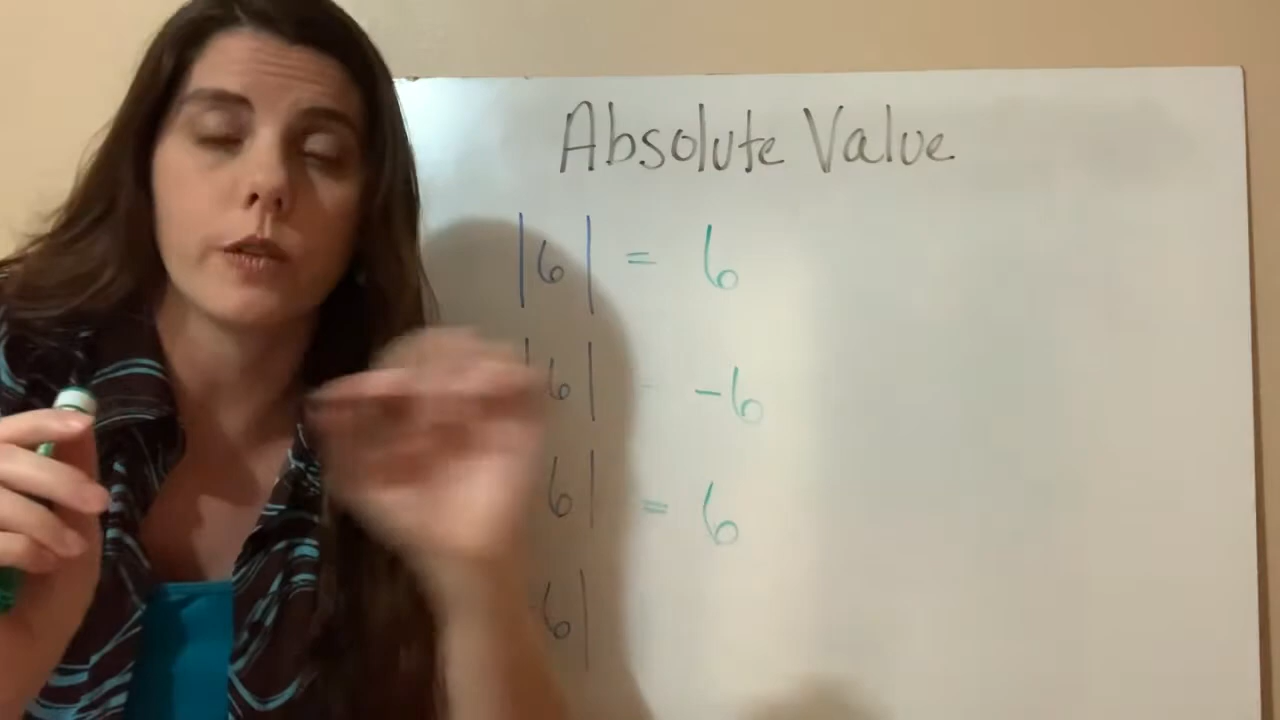 Absolute Value
|6| = 6
|6| - -6
6| = 6
-6|